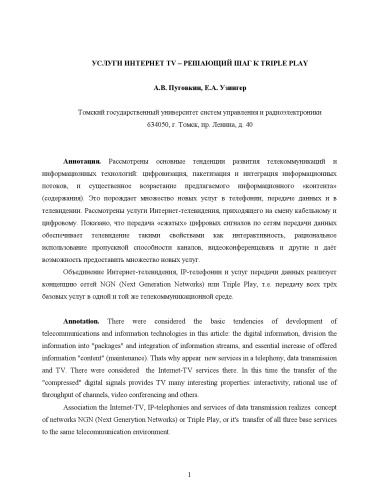 УСЛУГИ ИНТЕРНЕТ TV – РЕШАЮЩИЙ ШАГ К TRIPLE PLAY
А.В. Пуговкин, Е.А. Узингер
Томский государственный университет систем управления и радиоэлектроники
634050, г. Томск, пр. Ленина, д. 40
Аннотация. Рассмотрены основные тенденции развития телекоммуникаций и
информационных технологий: цифровизация, пакетизация и интеграция информационных
потоков, и существенное возрастание предлагаемого информационного «контента»
(содержания). Это порождает множество новых услуг в телефонии, передаче данных и в
телевидении. Рассмотрены услуги Интернет-телевидения, приходящего на смену кабельному и
цифровому. Показано, что передача «сжатых» цифровых сигналов по сетям передачи данных
обеспечивает телевидение такими свойствами как интерактивность, рациональное
использование пропускной способности каналов, видеоконференцсвязь и другие и даёт
возможность предоставить множество новых услуг.
Объединение Интернет-телевидения, IP-телефонии и услуг передачи данных реализует
концепцию сетей NGN (Next Generation Networks) или Triple Play, т.е. передачу всех трёх
базовых услуг в одной и той же телекоммуникационной среде.
Annotation. There were considered the basic tendencies of development of
telecommunications and information technologies in this article: the digital information, division the
information into "packages" and integration of information streams, and essential increase of offered
information "content" (maintenance). Thats why appear new services in a telephony, data transmission
and TV. There were considered the Internet-TV services there. In this time the transfer of the
"compressed" digital signals provides TV many interesting properties: interactivity, rational use of
throughput of channels, video conferencing and others.
Association the Internet-TV, IP-telephonies and services of data transmission realizes concept
of networks NGN (Next Generytion Networks) or Triple Play, or it's transfer of all three base services
to the same telecommunication environment.
1